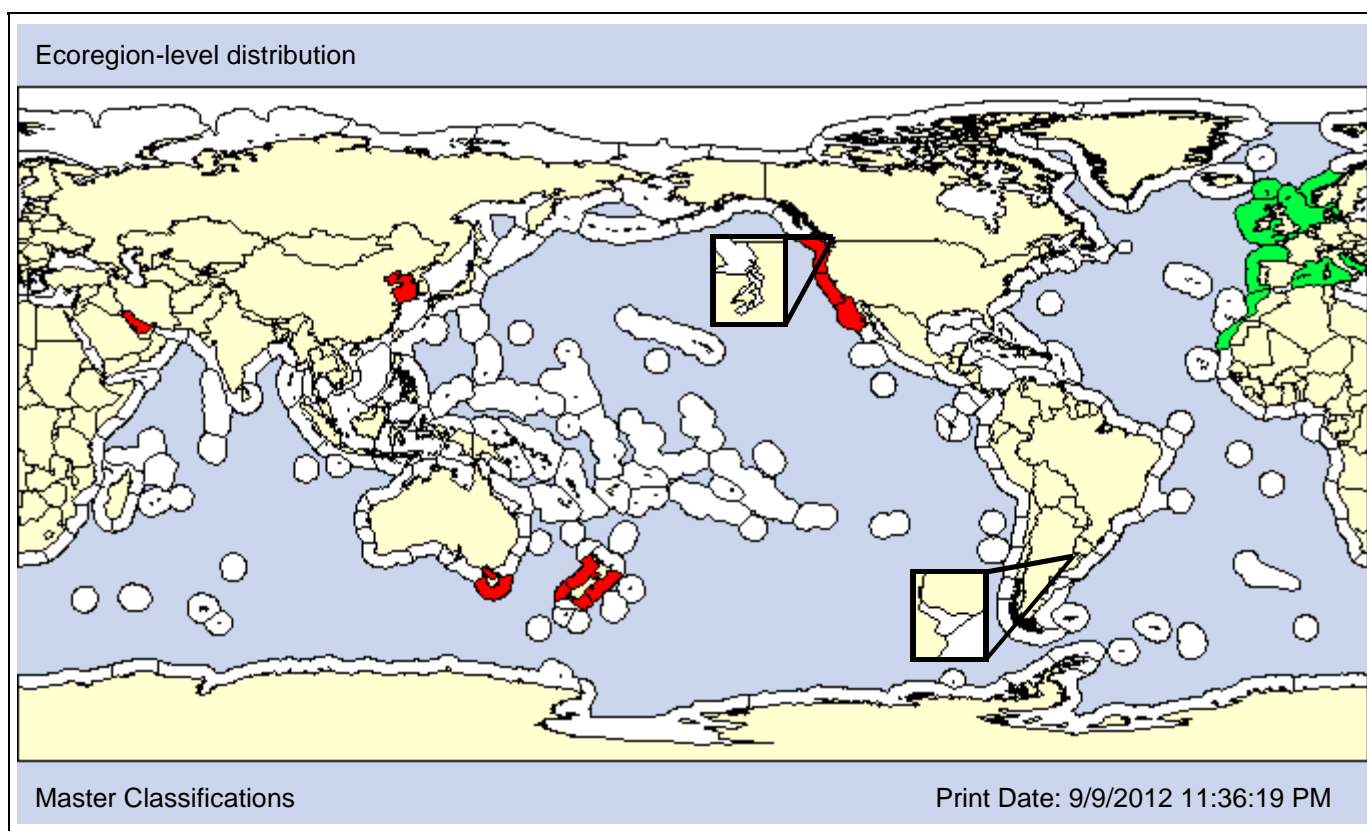 Ecoregion-level distribution
Master Classifications
Print Date: 9/9/2012 11:36:19 PM